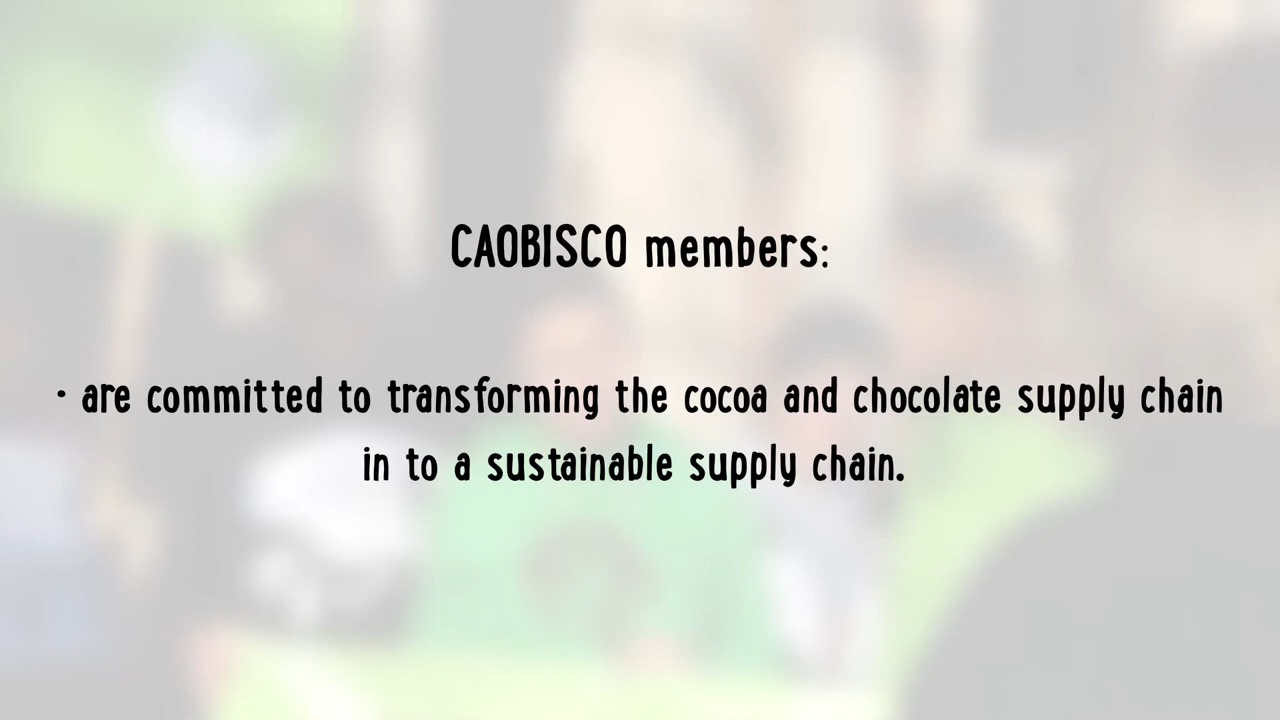 CAOBISCO members:
· are committed to transforming the cocoa and chocolate supply chain
in to a sustainable supply chain.